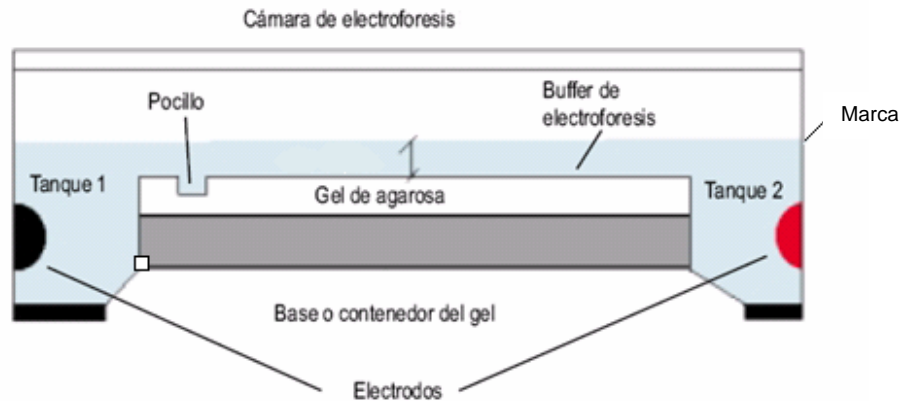 Cámara de electroforesis
Pocillo
Buffer de
electroforesis
Marca
Tanque 1
Gel de agarosa
Tanque 2
Base o contenedor del gel
Electrodos